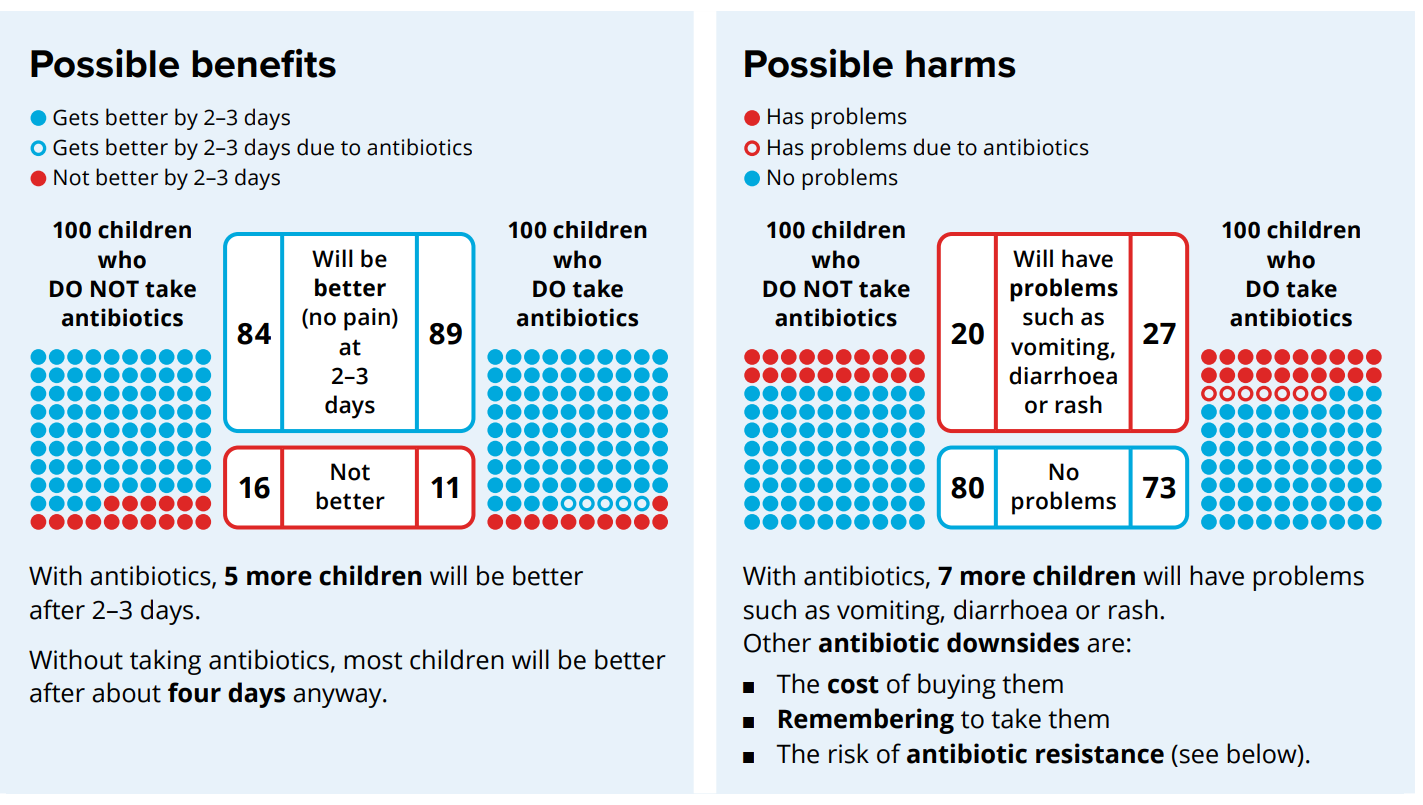 Possible benefits
Gets better by 2–3 days
Gets better by 2–3 days due to antibiotics
Not better by 2–3 days
100 children
who
DO NOT take
antibiotics
84
Will be
better
(no pain)
at
2–3
days
89
16
Not
better
11
100 children
who
DO take
antibiotics
With antibiotics, 5 more children will be better
after 2–3 days.
Without taking antibiotics, most children will be better
after about four days anyway.
Possible harms
Has problems
Has problems due to antibiotics
No problems
100 children
who
DO NOT take
antibiotics
20
Will have
problems
such as
vomiting,
diarrhoea
or rash
27
80
No
problems
73
100 children
who
DO take
antibiotics
With antibiotics, 7 more children will have problems
such as vomiting, diarrhoea or rash.
Other antibiotic downsides are:
▪ The cost of buying them
▪ Remembering to take them
▪ The risk of antibiotic resistance (see below).